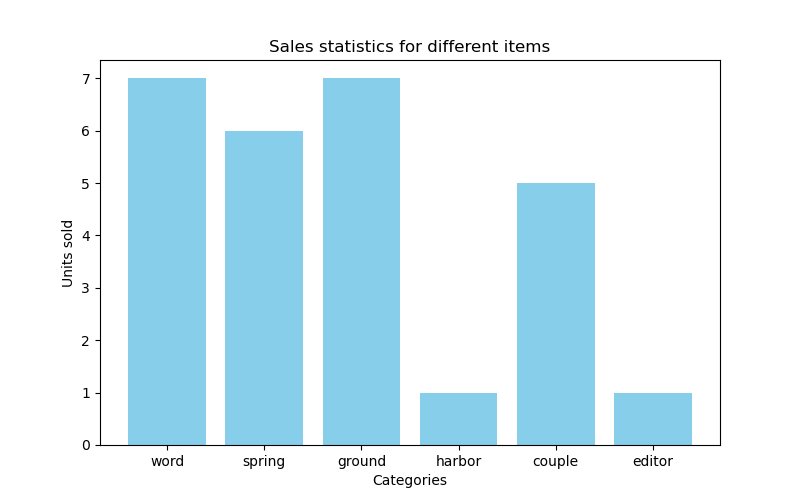 Sales statistics for different items
Units sold
7
6
5
4
3
2
1
0
word spring ground harbor couple editor
Categories